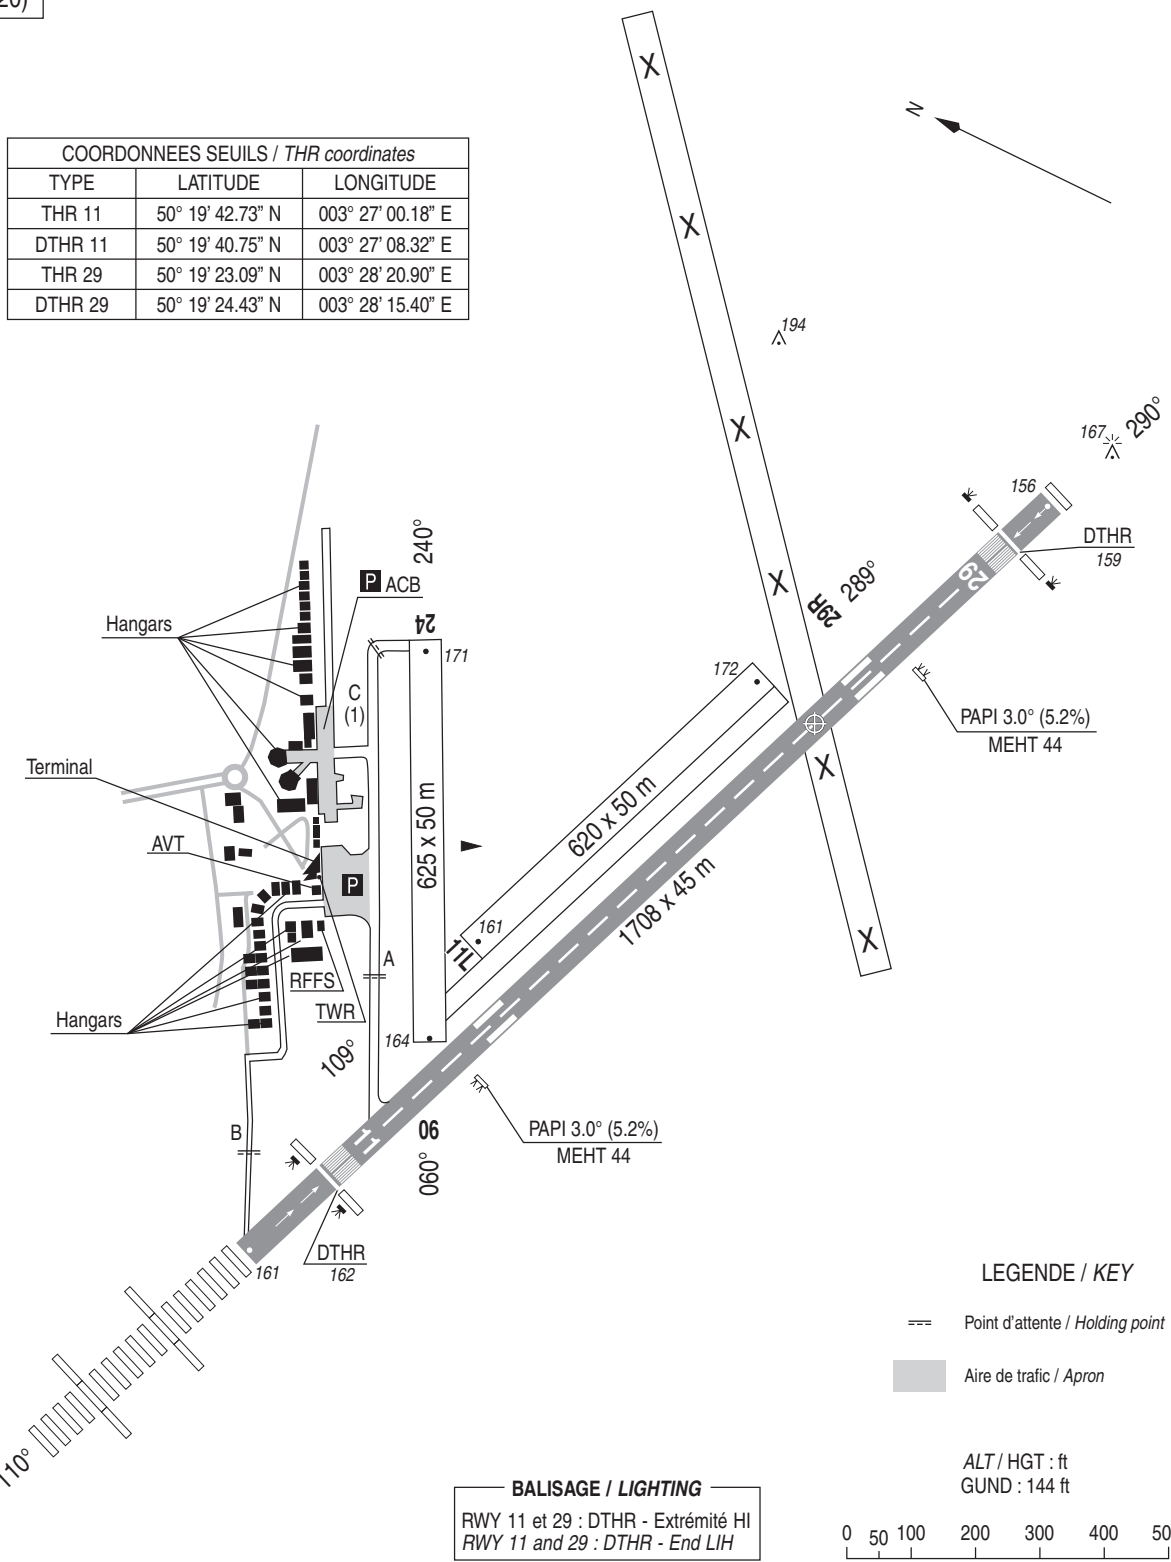 20)
COORDONNEES SEUILS / THR coordinates
TYPE LATITUDE LONGITUDE
THR 11 50° 19’ 42.73” N 003° 27’ 00.18” E
DTHR 11 50° 19’ 40.75” N 003° 27’ 08.32” E
THR 29 50° 19’ 23.09” N 003° 28’ 20.90” E
DTHR 29 50° 19’ 24.43” N 003° 28’ 15.40” E
X
N
X
194
X
167
290°
156
DTHR
159
29
240°
P ACB
Hangars
24
171
C
(1)
X
29R
289°
172
PAPI 3.0° (5.2%)
MEHT 44
X
Terminal
AVT
P
625 x 50 m
620 x 50 m
1708 x 45 m
161
11L
X
A
RFFS
TWR
Hangars
164
109°
11
06
060°
PAPI 3.0° (5.2%)
MEHT 44
B
DTHR
162
161
110°
LEGENDE / KEY
Point d’attente / Holding point
Aire de trafic / Apron
ALT / HGT : ft
GUND : 144 ft
BALISAGE / LIGHTING
RWY 11 et 29 : DTHR - Extrémité HI
RWY 11 and 29 : DTHR - End LIH
0 50 100 200 300 400 50